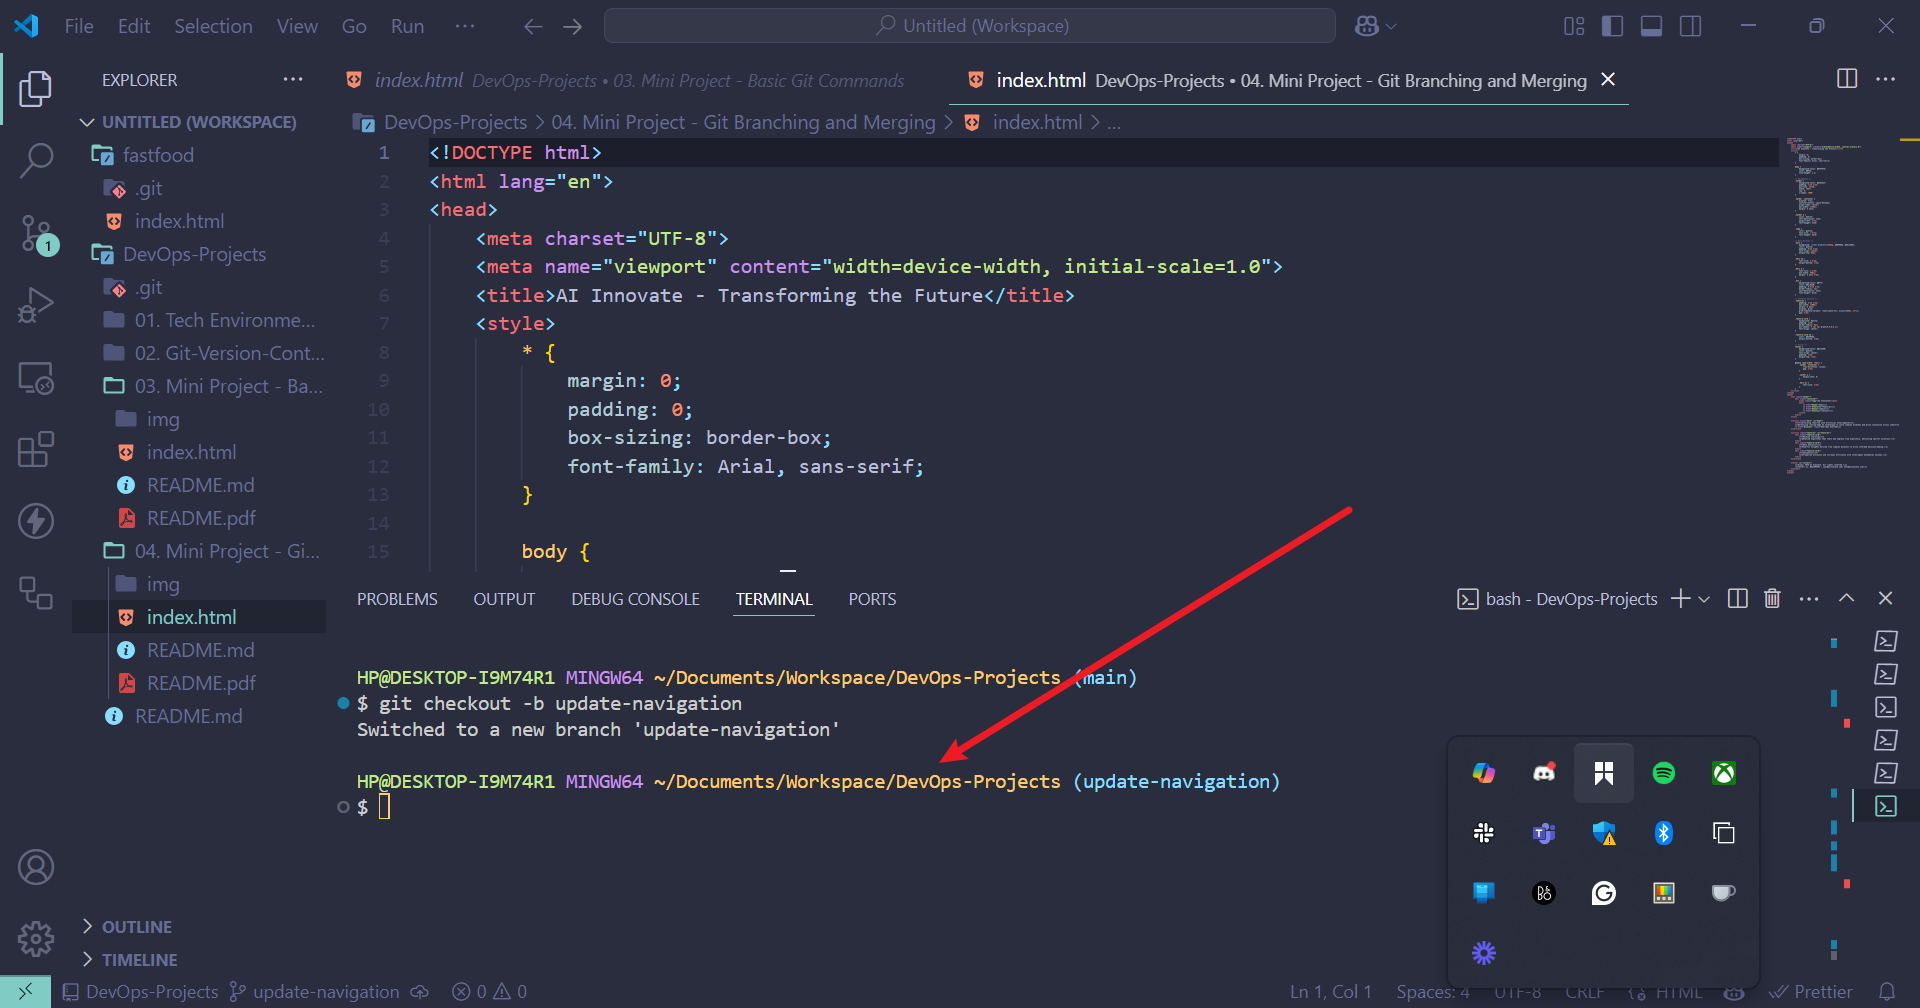 File Edit Selection View Go Run ··· Untitled (Workspace)
EXPLORER ···
index.html DevOps-Projects • 03. Mini Project - Basic Git Commands
index.html DevOps-Projects • 04. Mini Project - Git Branching and Merging
DevOps-Projects > 04. Mini Project - Git Branching and Merging > index.html > ...
UNTITLED (WORKSPACE)
fastfood
.git
index.html
DevOps-Projects
.git
01. Tech Environme...
02. Git-Version-Cont...
03. Mini Project - Ba...
img
index.html
README.md
README.pdf
04. Mini Project - Gi...
img
index.html
README.md
README.pdf
README.md
OUTLINE
TIMELINE
1
1 <!DOCTYPE html>
2 <html lang="en">
3 <head>
4 <meta charset="UTF-8">
5 <meta name="viewport" content="width=device-width, initial-scale=1.0">
6 <title>AI Innovate - Transforming the Future</title>
7 <style>
8 * {
9 margin: 0;
10 padding: 0;
11 box-sizing: border-box;
12 font-family: Arial, sans-serif;
13 }
14
15 body {
PROBLEMS OUTPUT DEBUG CONSOLE TERMINAL PORTS
bash - DevOps-Projects
HP@DESKTOP-I9M74R1 MINGW64 ~/Documents/Workspace/DevOps-Projects (main)
$ git checkout -b update-navigation
Switched to a new branch 'update-navigation'
HP@DESKTOP-I9M74R1 MINGW64 ~/Documents/Workspace/DevOps-Projects (update-navigation)
$
DevOps-Projects update-navigation 0 0
Ln 1, Col 1 Spaces: 4 UTF-8 CRLF HTML Prettier